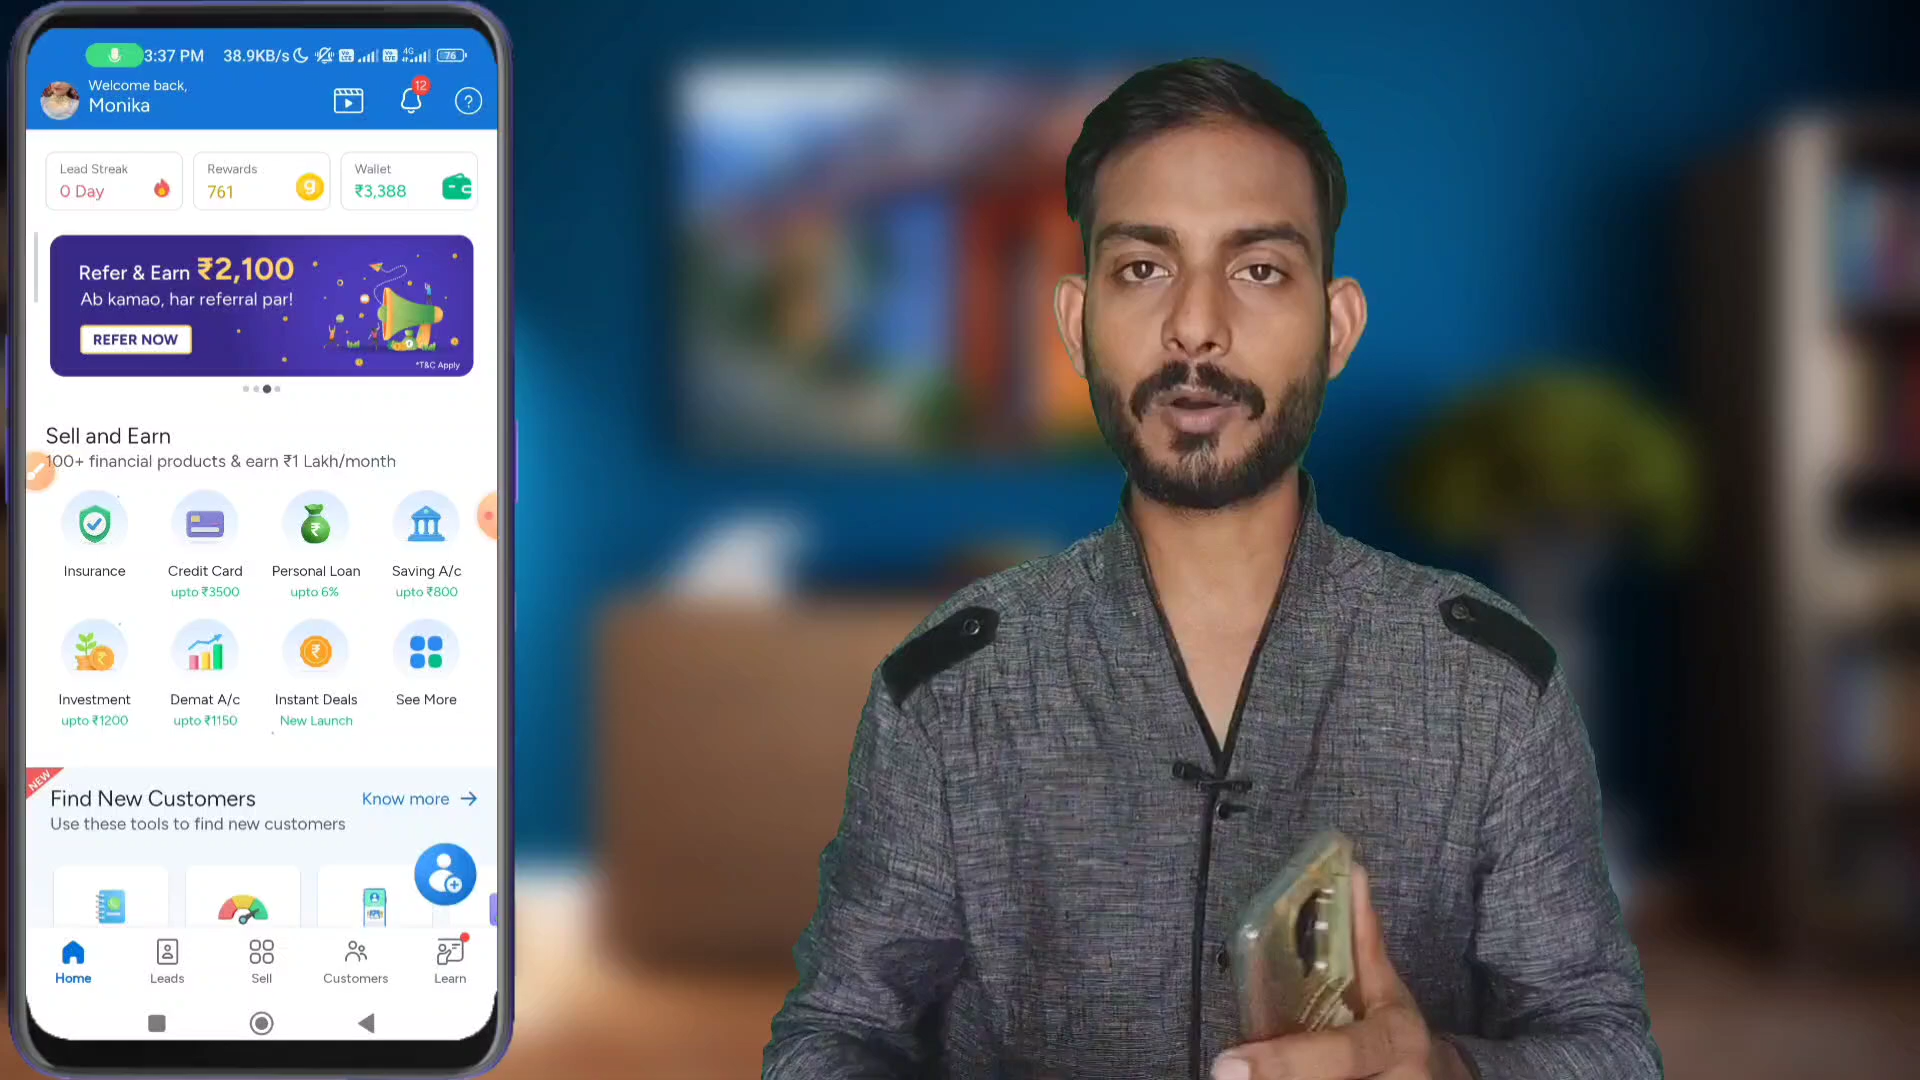 3:37 PM 38.9KB/s 4G 76
Welcome back,
Monika
12
?
Lead Streak
0 Day
Rewards
761
g
Wallet
₹3,388
Refer & Earn ₹2,100
Ab kamao, har referral par!
REFER NOW
*T&C Apply
Sell and Earn
100+ financial products & earn ₹1 Lakh/month
Insurance
Credit Card
upto ₹3500
Personal Loan
upto 6%
Saving A/c
upto ₹800
Investment
upto ₹1200
Demat A/c
upto ₹1150
Instant Deals
New Launch
See More
NEW
Find New Customers
Know more
Use these tools to find new customers
Home
Leads
Sell
Customers
Learn